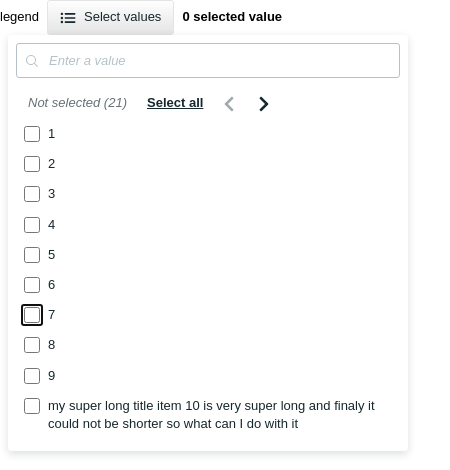 legend Select values 0 selected value
Enter a value
Not selected (21) Select all
1
2
3
4
5
6
7
8
9
my super long title item 10 is very super long and finaly it
could not be shorter so what can I do with it